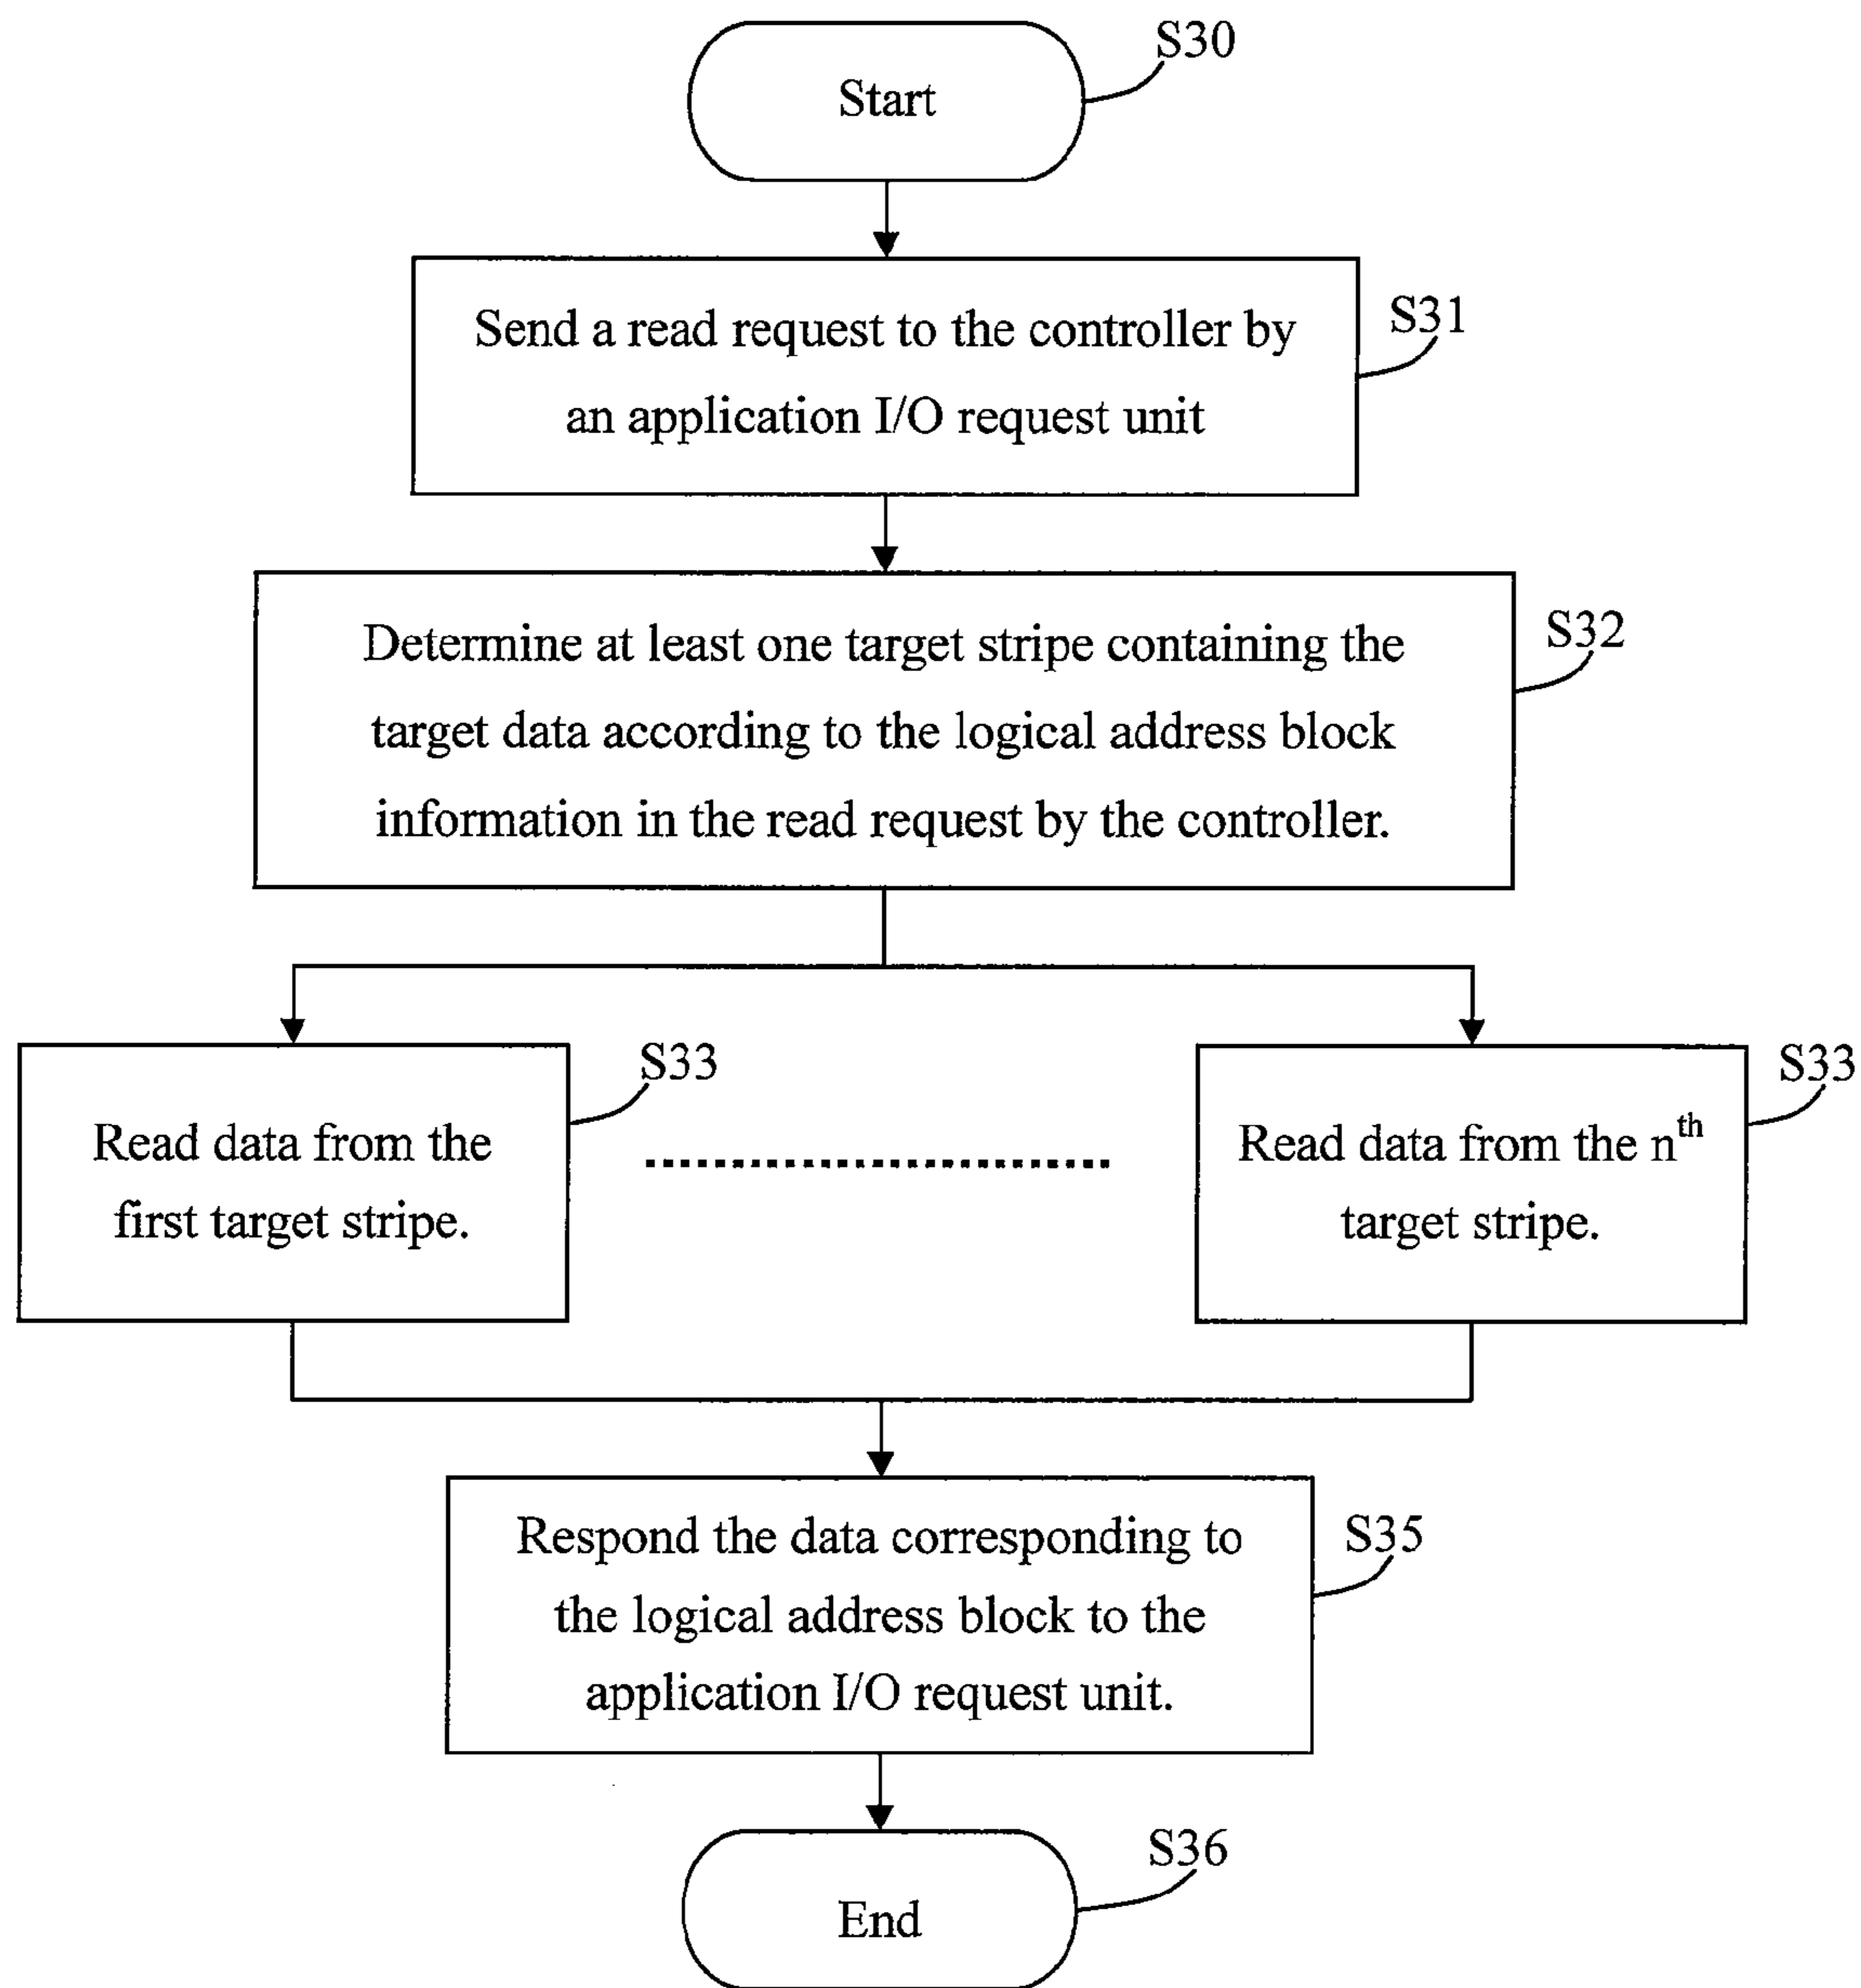 Start
S30
Send a read request to the controller by
an application I/O request unit
S31
Determine at least one target stripe containing the
target data according to the logical address block
information in the read request by the controller.
S32
Read data from the
first target stripe.
S33
Read data from the nth
target stripe.
S33
Respond the data corresponding to
the logical address block to the
application I/O request unit.
S35
End
S36